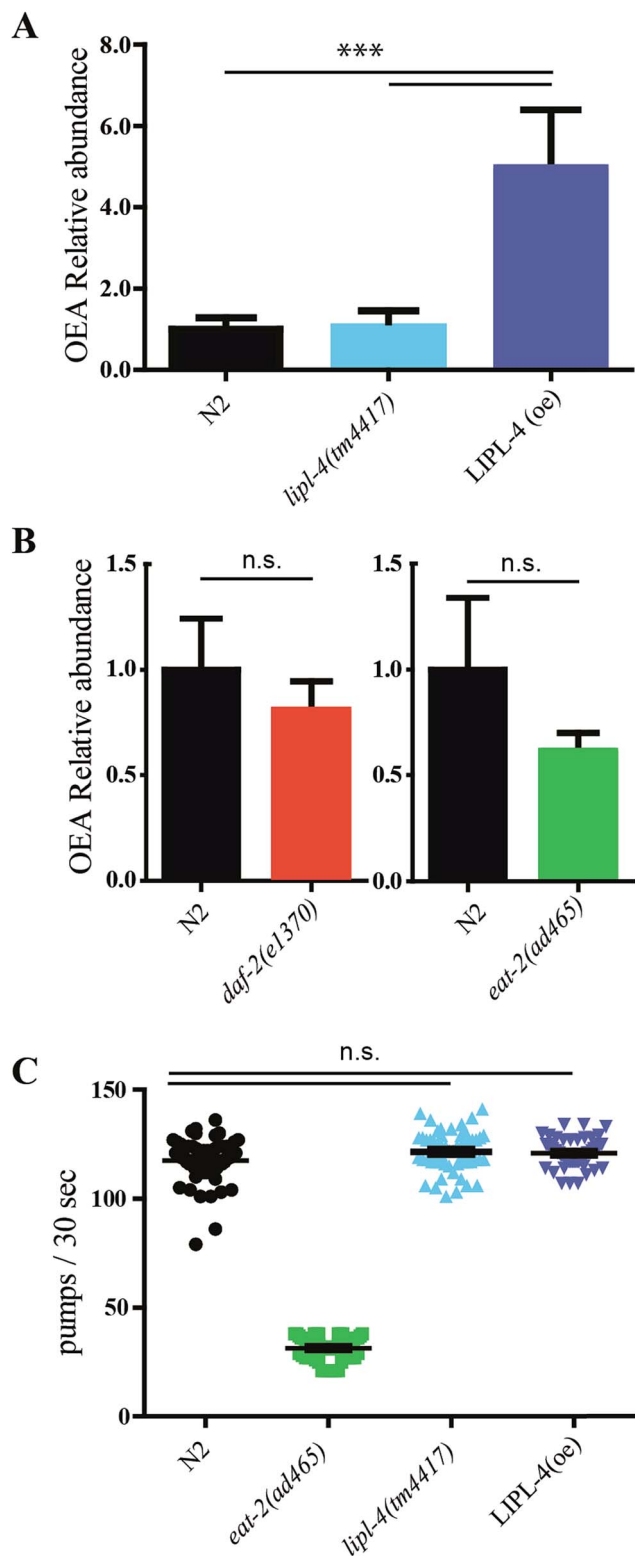 A
OEA Relative abundance
8.0
6.0
4.0
2.0
0.0
***
N2
lipl-4(tm4417)
LIPL-4 (oe)
B
OEA Relative abundance
1.5
1.0
0.5
0.0
n.s.
N2
daf-2(e1370)
1.5
1.0
0.5
0.0
n.s.
N2
eat-2(ad465)
C
n.s.
pumps / 30 sec
150
100
50
0
N2
eat-2(ad465)
lipl-4(tm4417)
LIPL-4(oe)